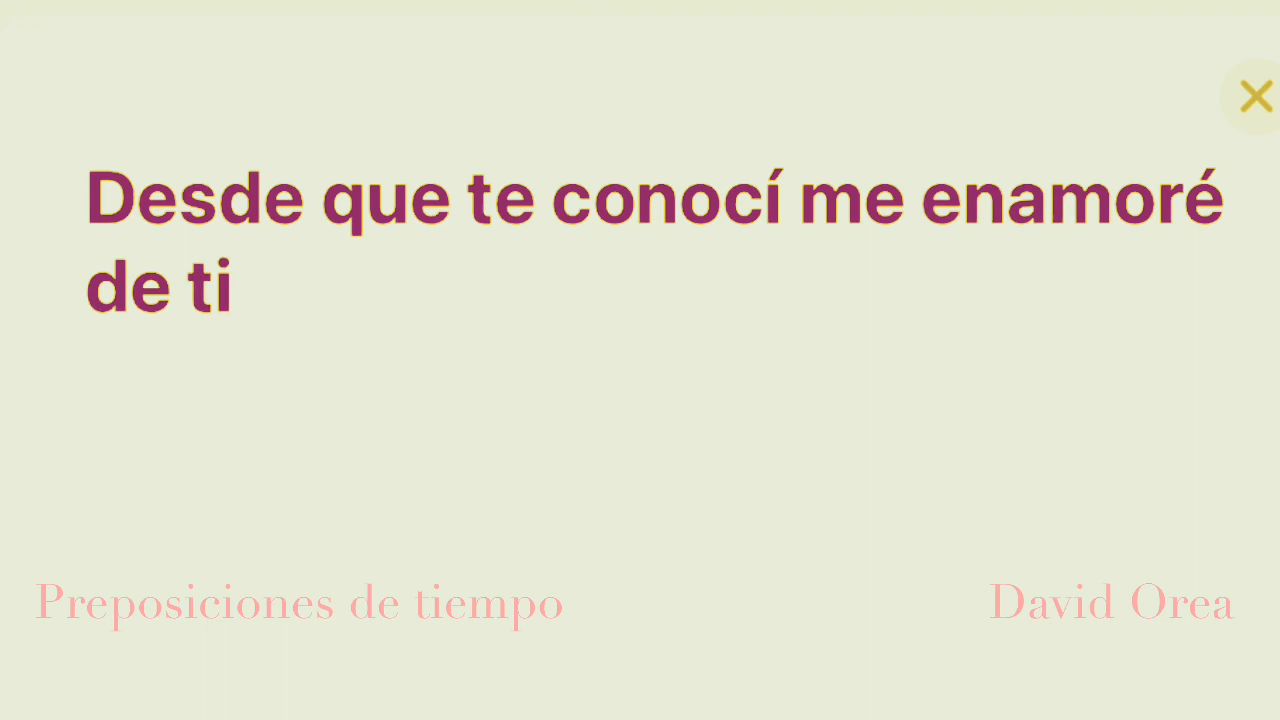 Desde que te conocí me enamoré
de ti
Preposiciones de tiempo
David Orea